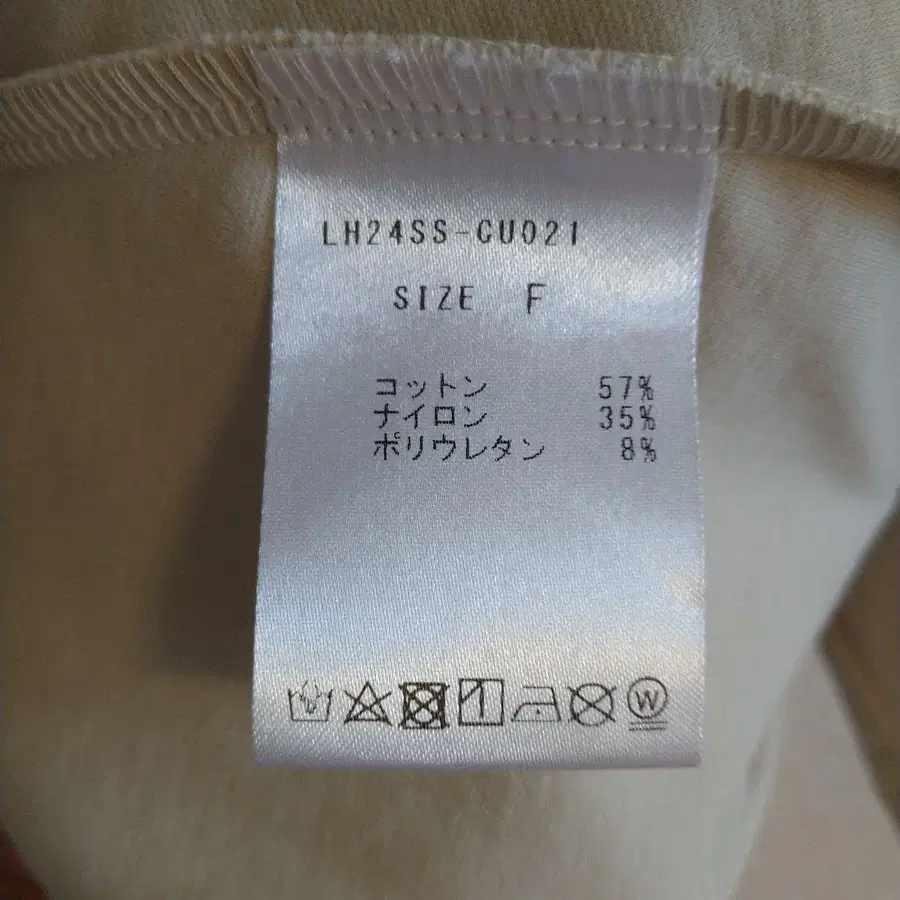 LH24SS-CU021
SIZE F
コットン 57%
ナイロン 35%
ポリウレタン 8%
W